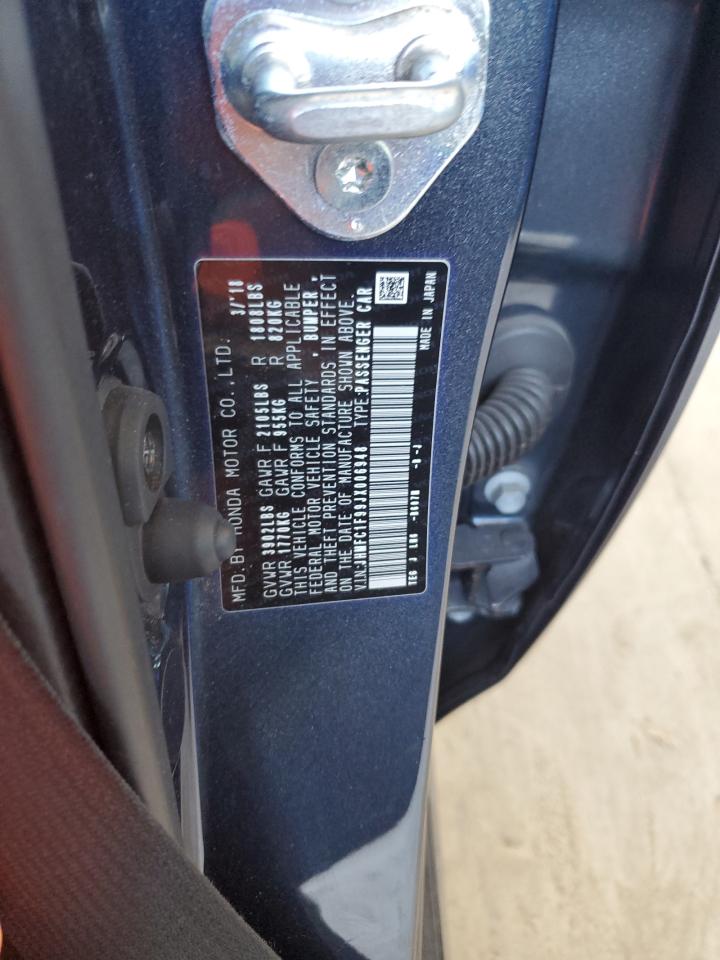 MFD. BY HONDA MOTOR CO., LTD. 3/'18
GVWR 3902LBS GAWR F 2105LBS R 1808LBS
GVWR 1770KG GAWR F 955KG R 820KG
THIS VEHICLE CONFORMS TO ALL APPLICABLE
FEDERAL MOTOR VEHICLE SAFETY , BUMPER ,
AND THEFT PREVENTION STANDARDS IN EFFECT
ON THE DATE OF MANUFACTURE SHOWN ABOVE.
V.I.N: TYPE:PASSENGER CAR
MADE IN JAPAN